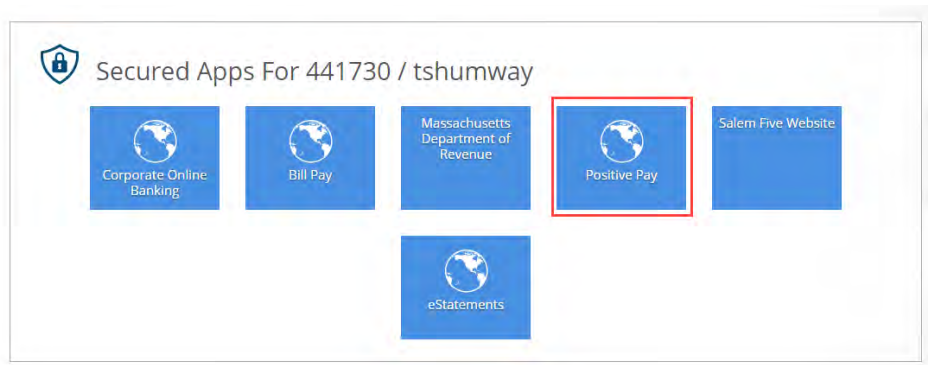 Secured Apps For 441730 / tshumway
Corporate Online
Banking
Bill Pay
Massachusetts
Department of
Revenue
Positive Pay
Salem Five Website
eStatements